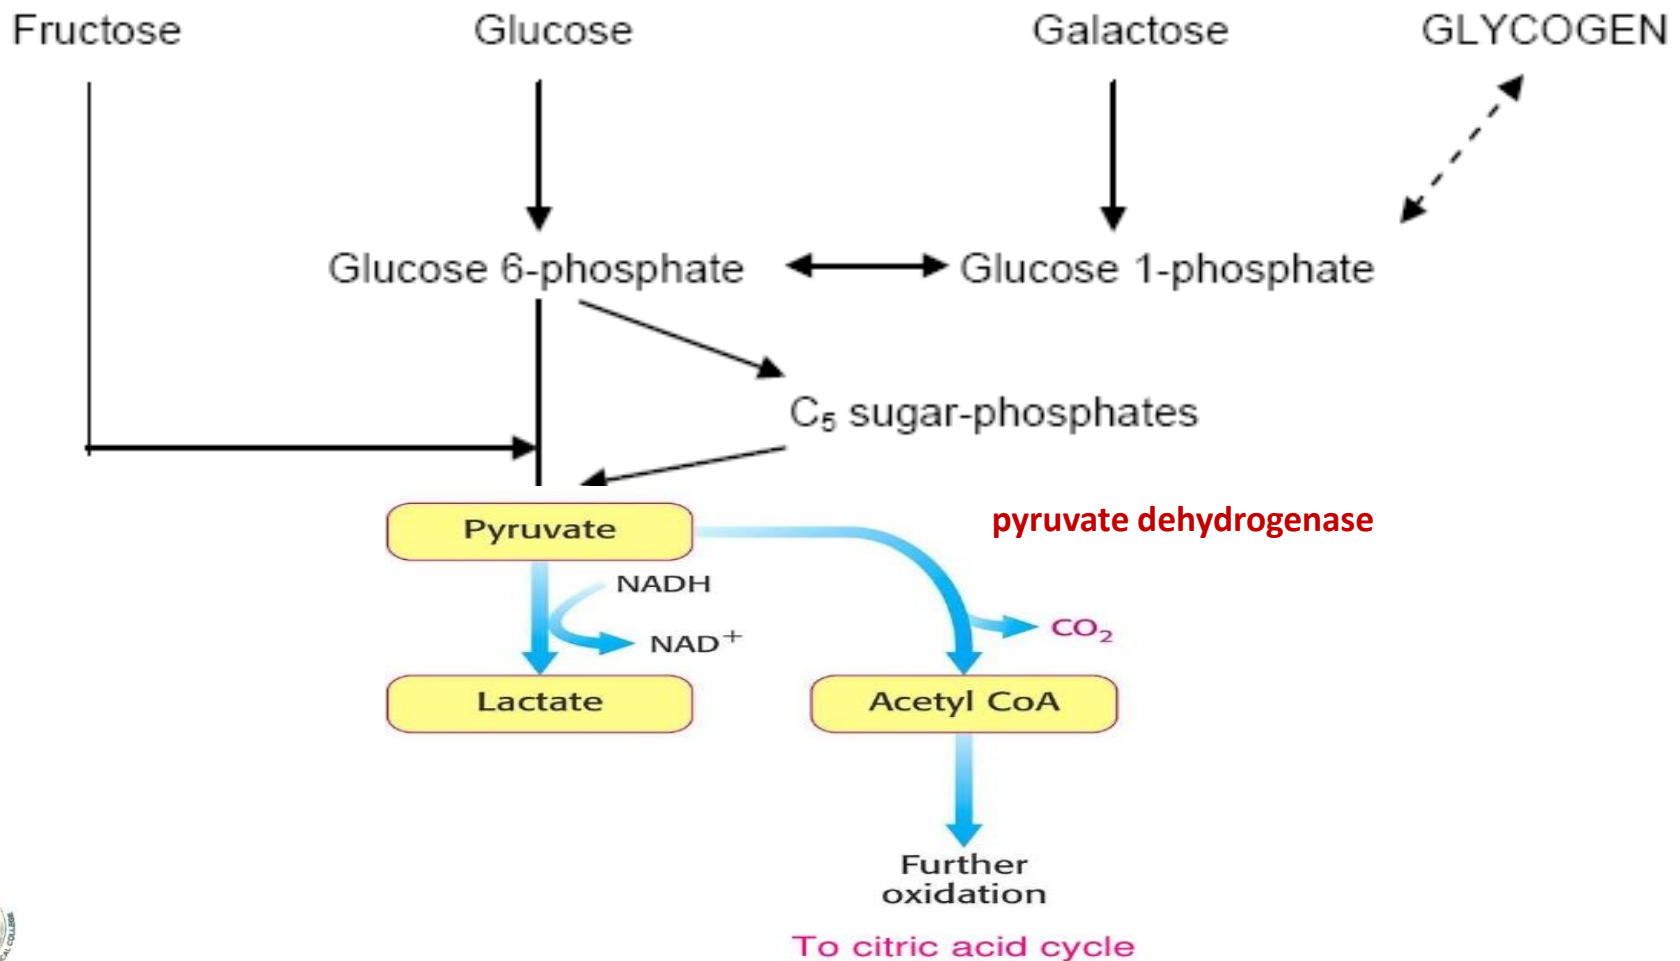 Fructose
Glucose
Galactose
GLYCOGEN
Glucose 6-phosphate
Glucose 1-phosphate
C₅ sugar-phosphates
Pyruvate
pyruvate dehydrogenase
NADH
NAD⁺
CO₂
Lactate
Acetyl CoA
Further
oxidation
To citric acid cycle